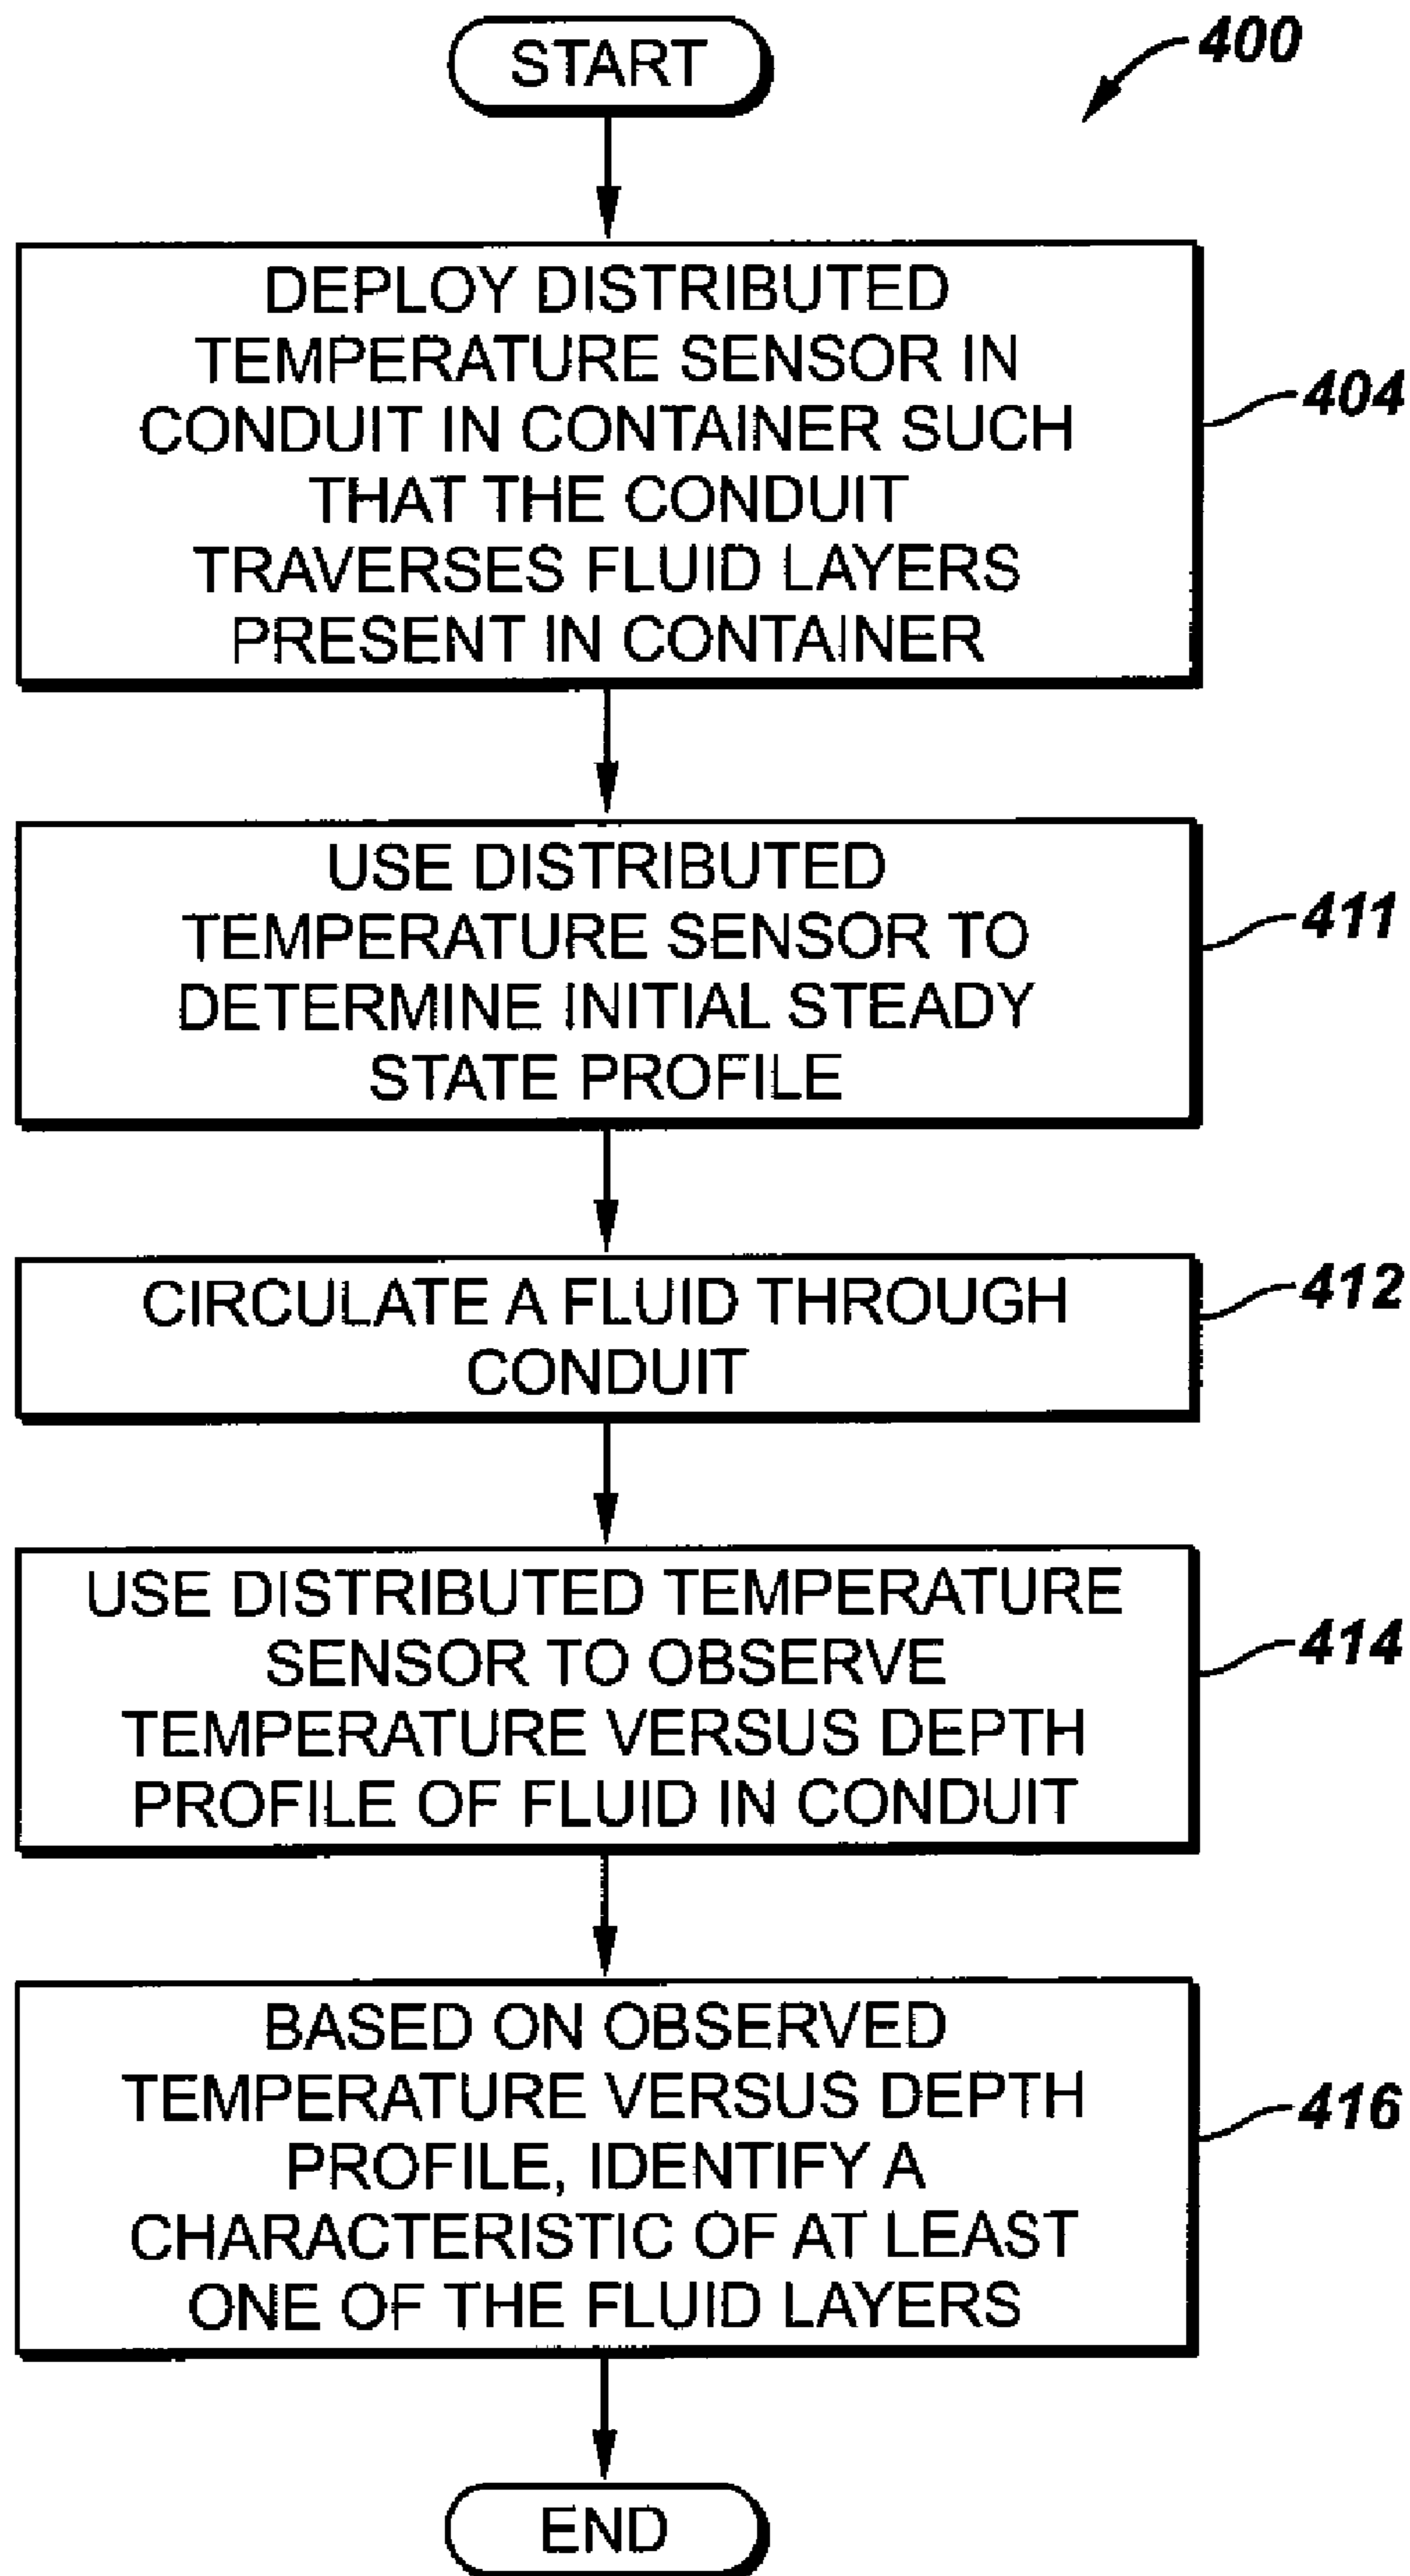 START
400
DEPLOY DISTRIBUTED
TEMPERATURE SENSOR IN
CONDUIT IN CONTAINER SUCH
THAT THE CONDUIT
TRAVERSES FLUID LAYERS
PRESENT IN CONTAINER
404
USE DISTRIBUTED
TEMPERATURE SENSOR TO
DETERMINE INITIAL STEADY
STATE PROFILE
411
CIRCULATE A FLUID THROUGH
CONDUIT
412
USE DISTRIBUTED TEMPERATURE
SENSOR TO OBSERVE
TEMPERATURE VERSUS DEPTH
PROFILE OF FLUID IN CONDUIT
414
BASED ON OBSERVED
TEMPERATURE VERSUS DEPTH
PROFILE, IDENTIFY A
CHARACTERISTIC OF AT LEAST
ONE OF THE FLUID LAYERS
416
END